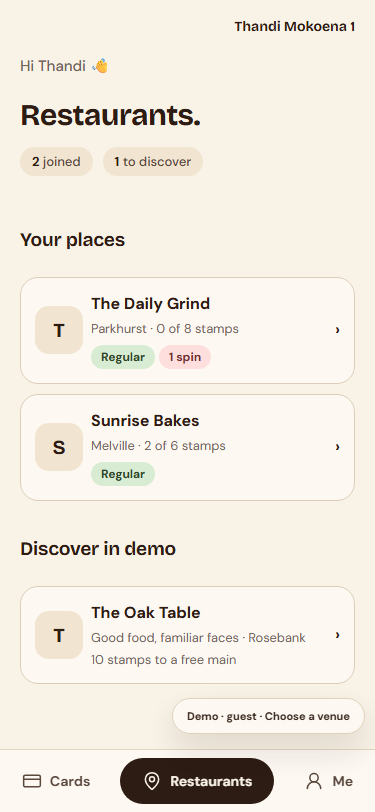 Thandi Mokoena 1
Hi Thandi 👋
Restaurants.
2 joined
1 to discover
Your places
T
The Daily Grind
Parkhurst · 0 of 8 stamps
›
Regular
1 spin
S
Sunrise Bakes
Melville · 2 of 6 stamps
›
Regular
Discover in demo
T
The Oak Table
Good food, familiar faces · Rosebank
10 stamps to a free main
›
Demo · guest · Choose a venue
Cards
Restaurants
Me